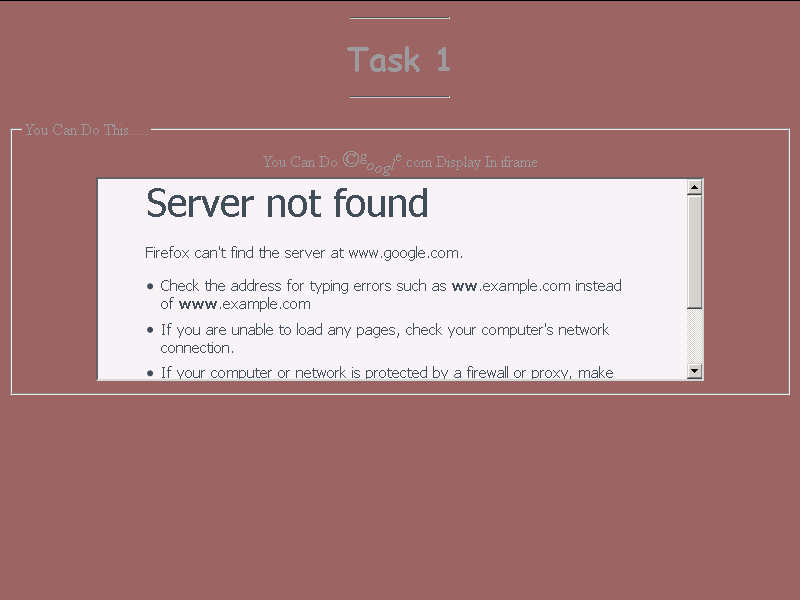 Task 1
You Can Do This.....
You Can Do ©google.com Display In iframe
Server not found
Firefox can't find the server at www.google.com.
• Check the address for typing errors such as ww.example.com instead
of www.example.com
• If you are unable to load any pages, check your computer's network
connection.
• If your computer or network is protected by a firewall or proxy, make